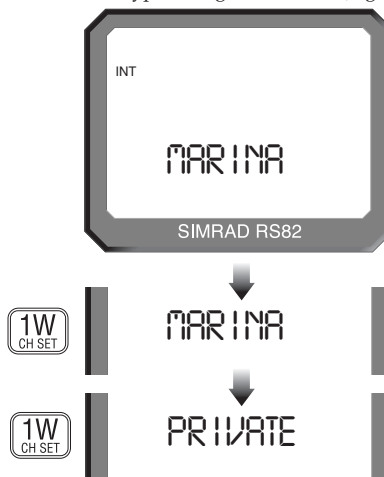 INT
MARINA
SIMRAD RS82
1W
CH SET
MARINA
1W
CH SET
PRIVATE